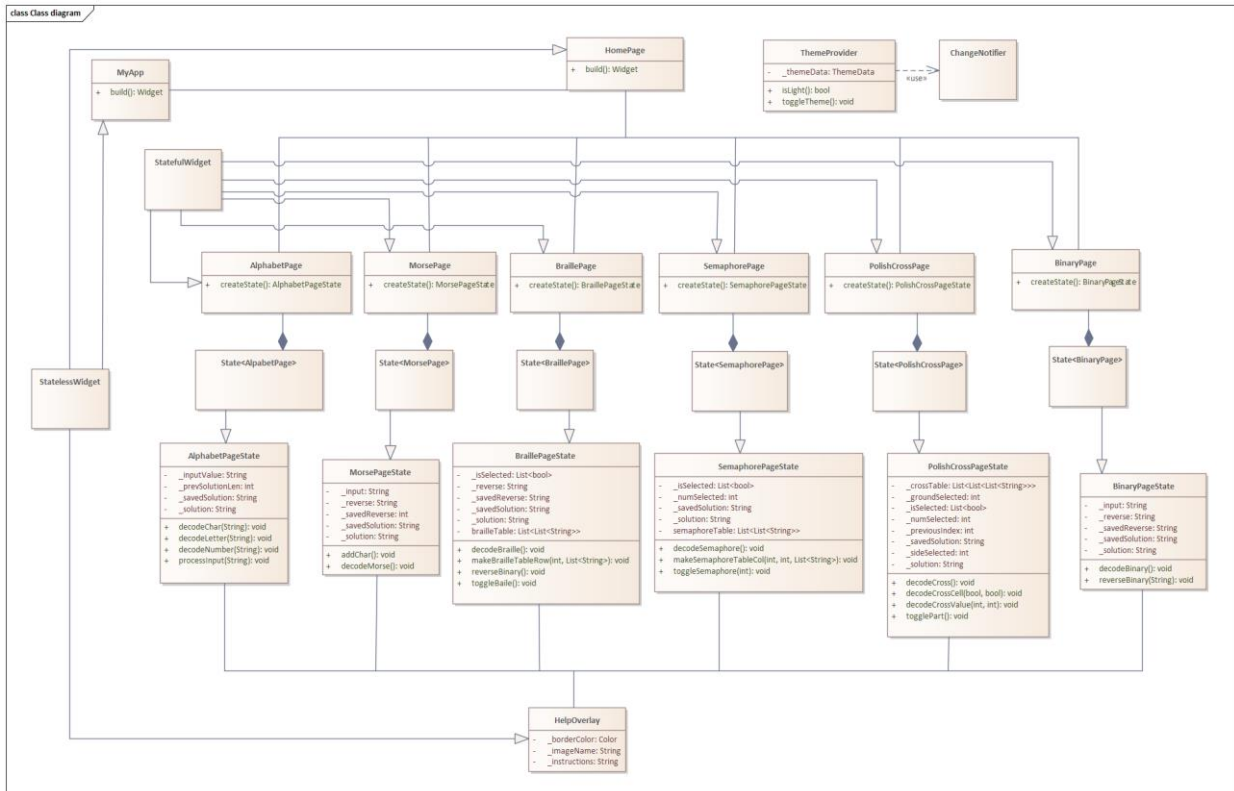 class Class diagram
HomePage
+ build(): Widget
ThemeProvider
- _themeData: ThemeData
+ isLight(): bool
+ toggleTheme(): void
«use»
ChangeNotifier
MyApp
+ build(): Widget
StatefulWidget
AlphabetPage
+ createState(): AlphabetPageState
MorsePage
+ createState(): MorsePageState
BraillePage
+ createState(): BraillePageState
SemaphorePage
+ createState(): SemaphorePageState
PolishCrossPage
+ createState(): PolishCrossPageState
BinaryPage
+ createState(): BinaryPageState
StatelessWidget
State<AlpabetPage>
State<MorsePage>
State<BraillePage>
State<SemaphorePage>
State<PolishCrossPage>
State<BinaryPage>
AlphabetPageState
- _inputValue: String
- _prevSolutionLen: int
- _savedSolution: String
- _solution: String
+ decodeChar(String): void
+ decodeLetter(String): void
+ decodeNumber(String): void
+ processInput(String): void
MorsePageState
- _input: String
- _reverse: String
- _savedReverse: int
- _savedSolution: String
- _solution: String
+ addChar(): void
+ decodeMorse(): void
BraillePageState
- _isSelected: List<bool>
- _reverse: String
- _savedReverse: String
- _savedSolution: String
- _solution: String
- brailleTable: List<List<String>>
+ decodeBraille(): void
+ makeBrailleTableRow(int, List<String>): void
+ reverseBinary(): void
+ toggleBaile(): void
SemaphorePageState
- _isSelected: List<bool>
- _numSelected: int
- _savedSolution: String
- _solution: String
- semaphoreTable: List<List<String>>
+ decodeSemaphore(): void
+ makeSemaphoreTableCol(int, int, List<String>): void
+ toggleSemaphore(int): void
PolishCrossPageState
- _crossTable: List<List<List<String>>>
- _groundSelected: int
- _isSelected: List<bool>
- _numSelected: int
- _previousIndex: int
- _savedSolution: String
- _sideSelected: int
- _solution: String
+ decodeCross(): void
+ decodeCrossCell(bool, bool): void
+ decodeCrossValue(int, int): void
+ togglePart(): void
BinaryPageState
- _input: String
- _reverse: String
- _savedReverse: String
- _savedSolution: String
- _solution: String
+ decodeBinary(): void
+ reverseBinary(String): void
HelpOverlay
- _borderColor: Color
- _imageName: String
- _instructions: String